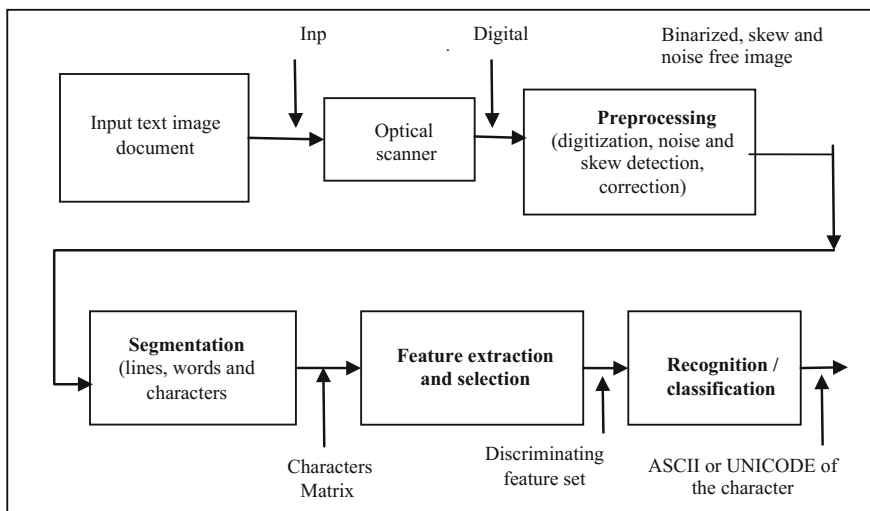 Inp
Digital
Binarized, skew and
noise free image
Input text image
document
Optical
scanner
Preprocessing
(digitization, noise and
skew detection,
correction)
Segmentation
(lines, words and
characters
Feature extraction
and selection
Recognition /
classification
Characters
Matrix
Discriminating
feature set
ASCII or UNICODE of
the character